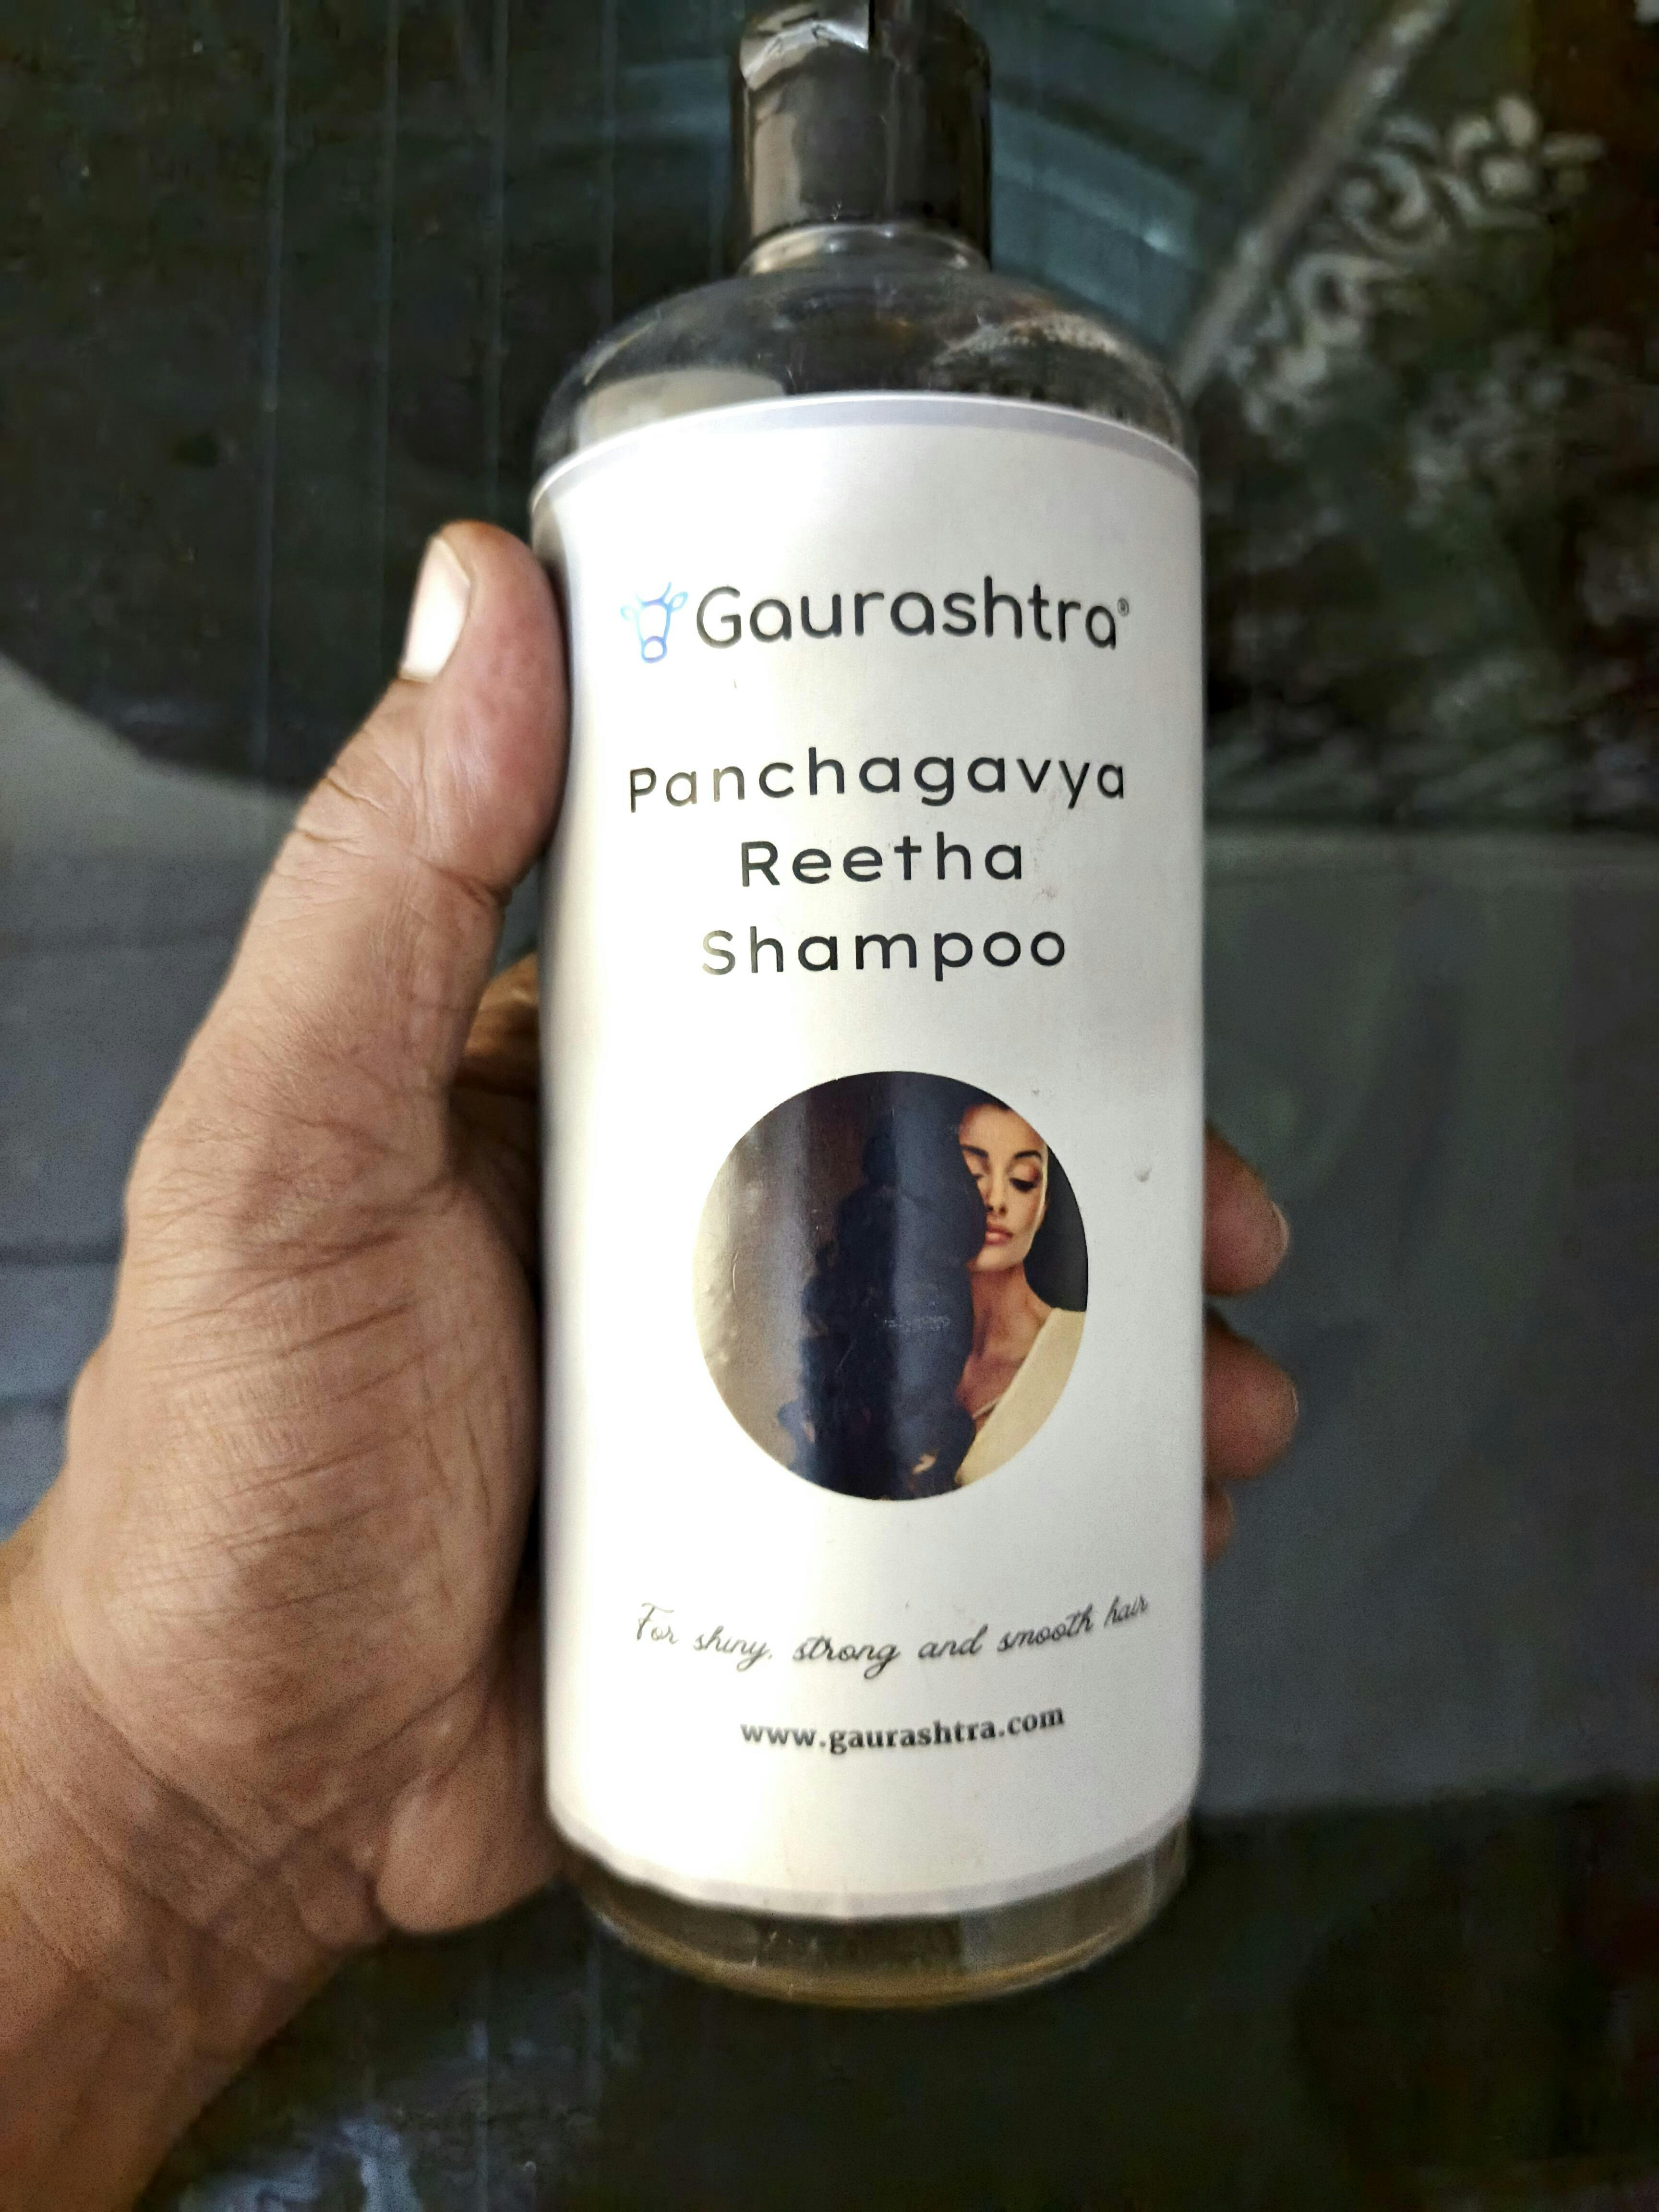 Gaurashtra®
Panchagavya
Reetha
Shampoo
For shiny, strong and smooth hair
www.gaurashtra.com